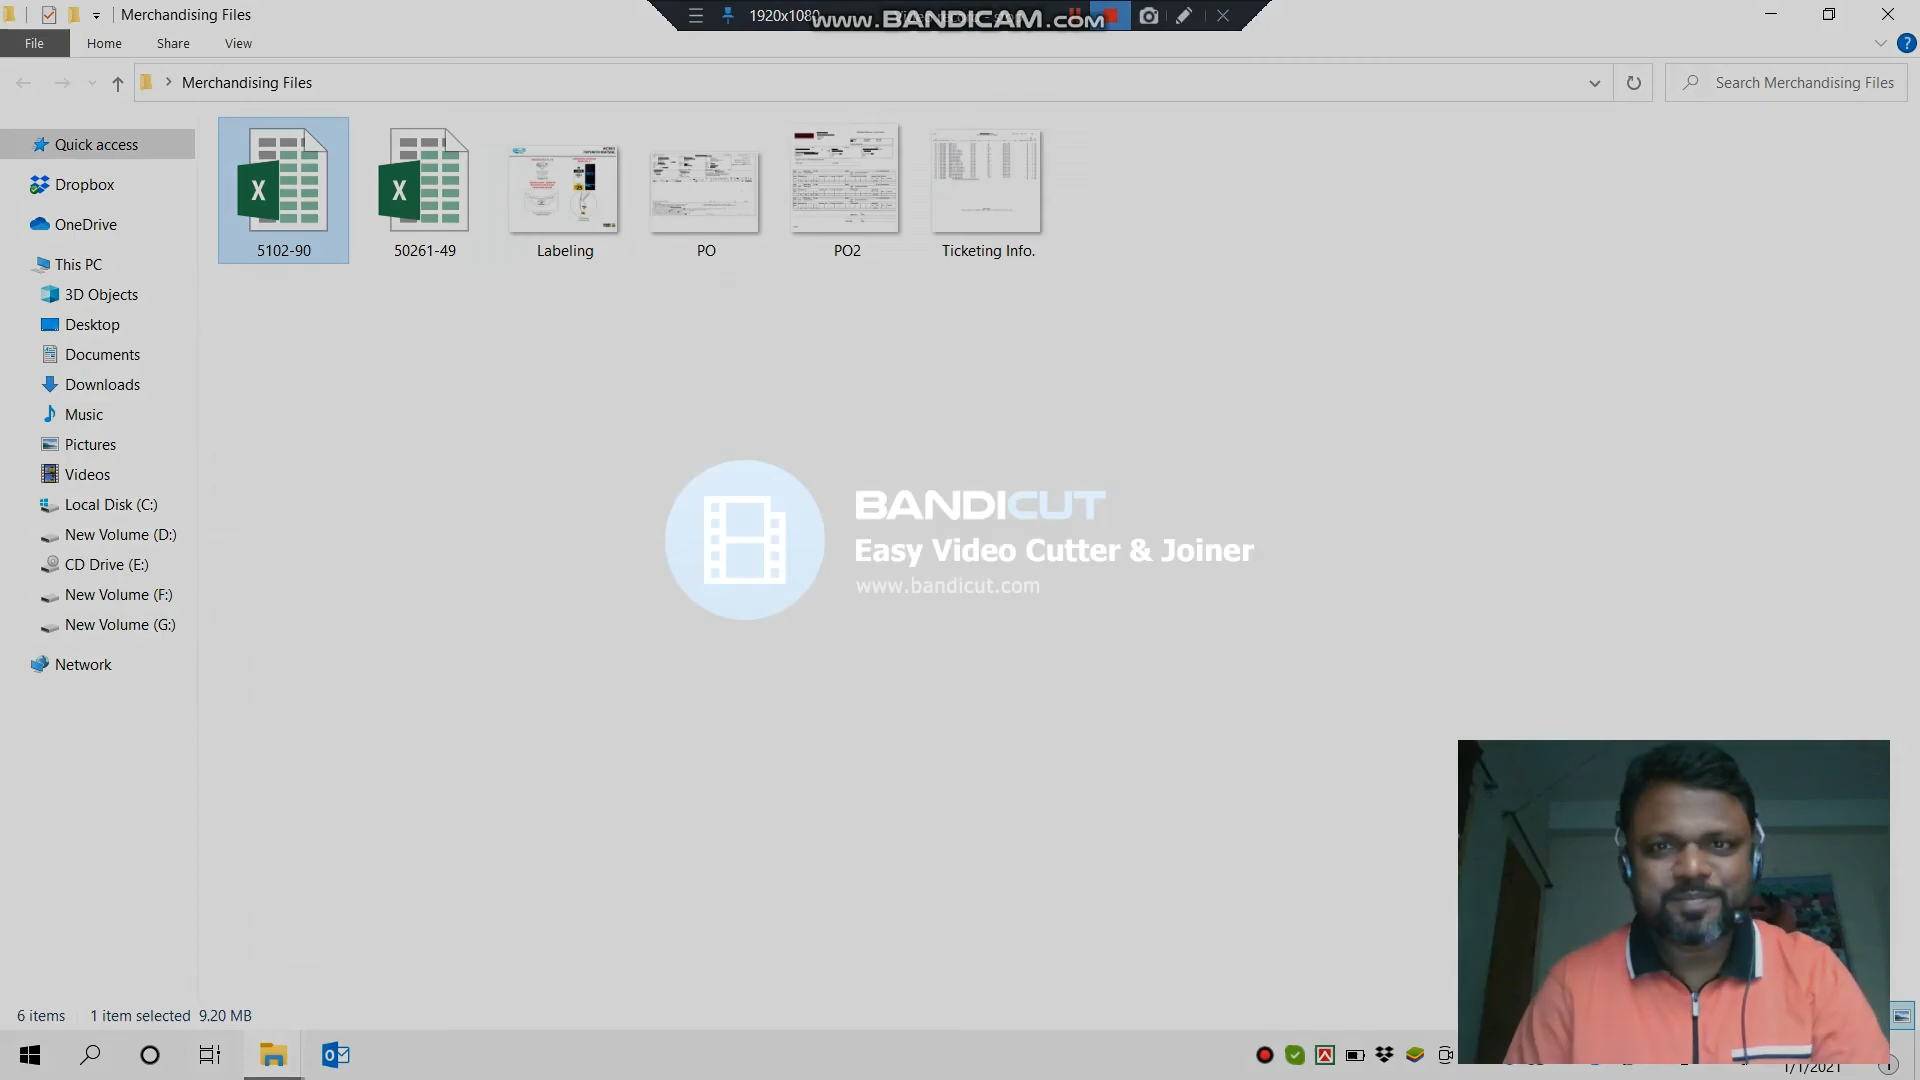 Merchandising Files
1920x1080
www.BANDICAM.com
File
Home
Share
View
Merchandising Files
Search Merchandising Files
Quick access
Dropbox
OneDrive
This PC
3D Objects
Desktop
Documents
Downloads
Music
Pictures
Videos
Local Disk (C:)
New Volume (D:)
CD Drive (E:)
New Volume (F:)
New Volume (G:)
Network
5102-90
50261-49
Labeling
PO
PO2
Ticketing Info.
BANDICUT
Easy Video Cutter & Joiner
www.bandicut.com
6 items
1 item selected 9.20 MB
1/1/2021